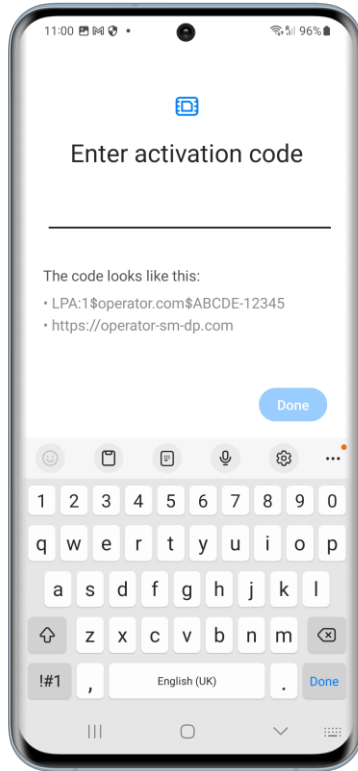 11:00 96%
Enter activation code
The code looks like this:
• LPA:1$operator.com$ABCDE-12345
• https://operator-sm-dp.com
Done
1 2 3 4 5 6 7 8 9 0
q w e r t y u i o p
a s d f g h j k l
z x c v b n m
!#1 , English (UK) . Done